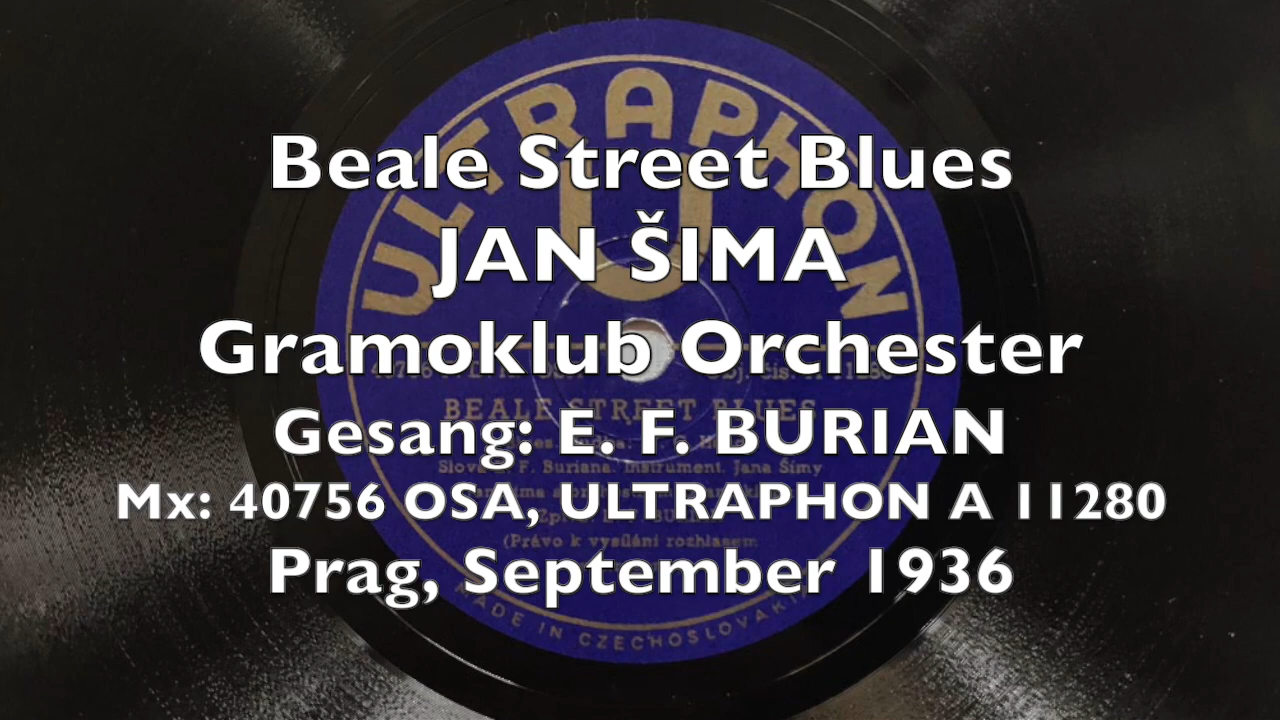 ULTRAPHON
Beale Street Blues
JAN ŠIMA
Gramoklub Orchester
BEALE STREET BLUES
Gesang: E. F. BURIAN
Slova E. F. Buriana. Instrument. Jana Šimy
Mx: 40756 OSA, ULTRAPHON A 11280
(Právo k vysílání rozhlasem
Prag, September 1936
MADE IN CZECHOSLOVAKIA